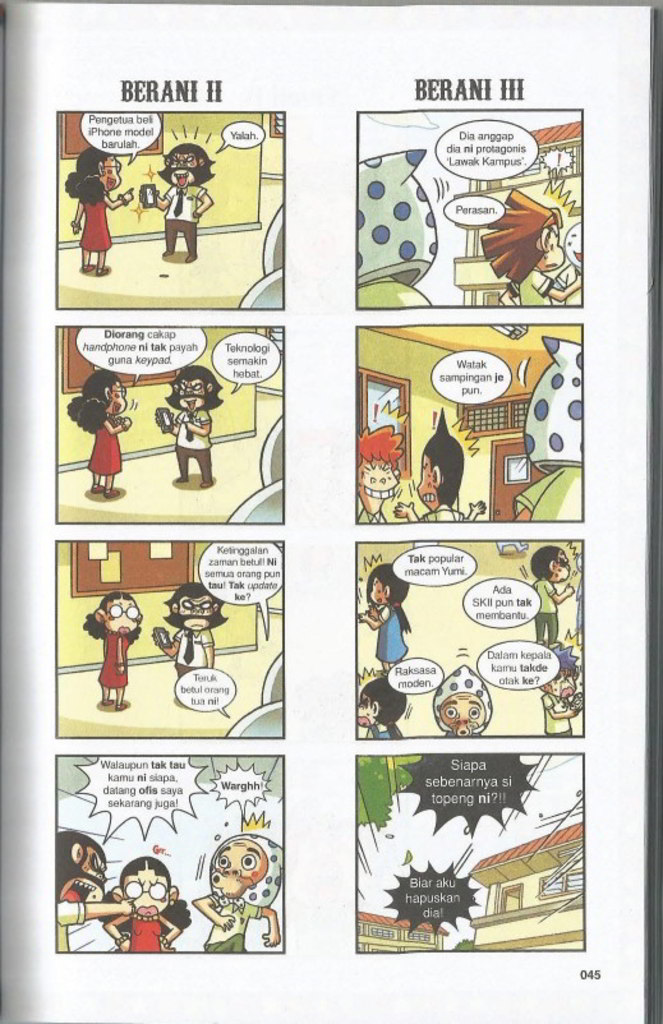 BERANI II
Pengetua beli
iPhone model
barulah.
Yalah.
Diorang cakap
handphone ni tak payah
guna keypad.
Teknologi
semakin
hebat.
Ketinggalan
zaman betul! Ni
semua orang pun
tau! Tak update
ke?
Teruk
betul orang
tua ni!
Walaupun tak tau
kamu ni siapa,
datang ofis saya
sekarang juga!
Warghh!
Grr...
BERANI III
Dia anggap
dia ni protagonis
'Lawak Kampus'.
!
Perasan.
Watak
sampingan je
pun.
!
!
Tak popular
macam Yumi.
Ada
SKII pun tak
membantu.
Raksasa
moden.
Dalam kepala
kamu takde
otak ke?
Siapa
sebenarnya si
topeng ni?!!
Biar aku
hapuskan
dia!
045